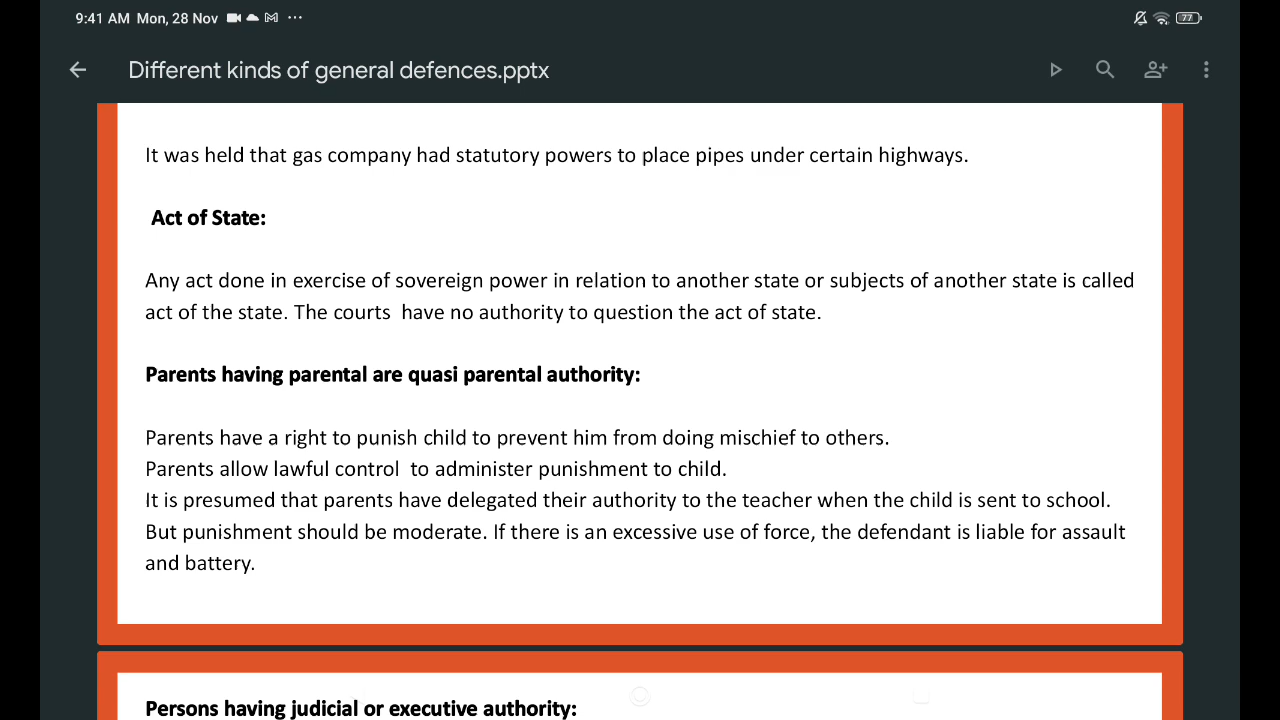 9:41 AM Mon, 28 Nov
77
Different kinds of general defences.pptx
It was held that gas company had statutory powers to place pipes under certain highways.
Act of State:
Any act done in exercise of sovereign power in relation to another state or subjects of another state is called
act of the state. The courts have no authority to question the act of state.
Parents having parental are quasi parental authority:
Parents have a right to punish child to prevent him from doing mischief to others.
Parents allow lawful control to administer punishment to child.
It is presumed that parents have delegated their authority to the teacher when the child is sent to school.
But punishment should be moderate. If there is an excessive use of force, the defendant is liable for assault
and battery.
Persons having judicial or executive authority: